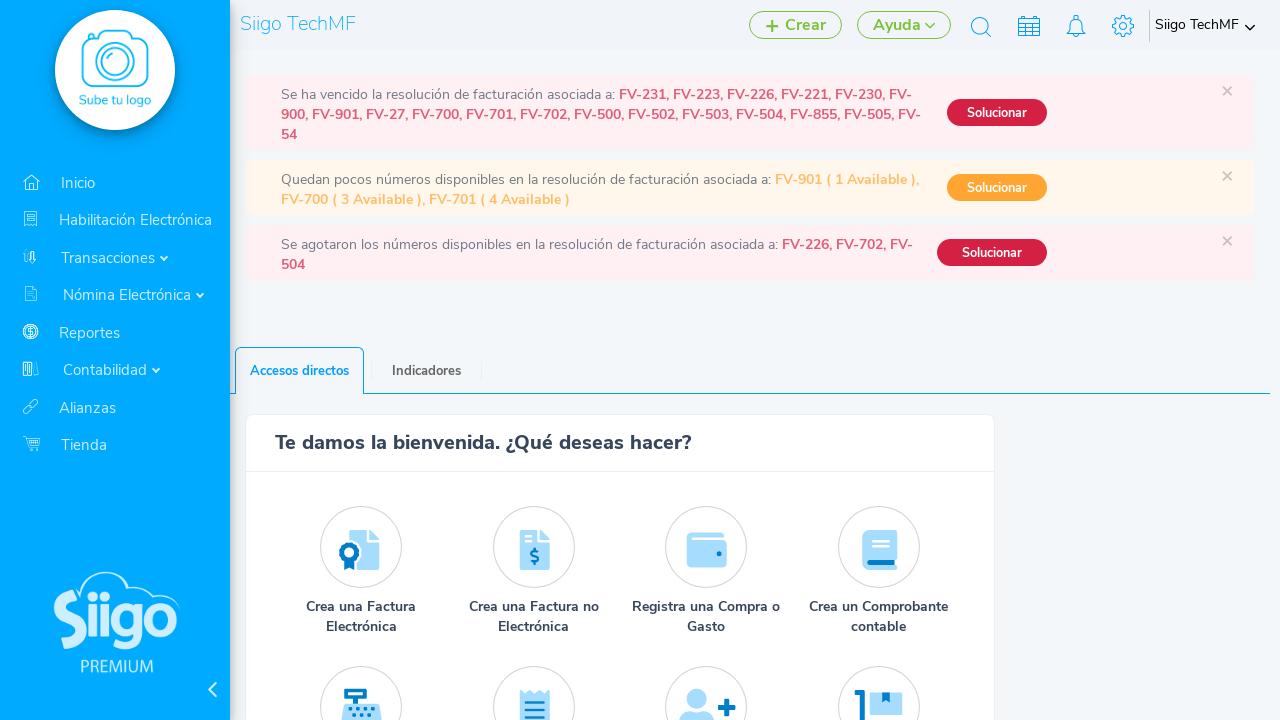 Sube tu logo
Siigo TechMF
Crear
Ayuda
Siigo TechMF
Inicio
Habilitación Electrónica
Transacciones
Nómina Electrónica
Reportes
Contabilidad
Alianzas
Tienda
Siigo
PREMIUM
Se ha vencido la resolución de facturación asociada a: FV-231, FV-223, FV-226, FV-221, FV-230, FV-
900, FV-901, FV-27, FV-700, FV-701, FV-702, FV-500, FV-502, FV-503, FV-504, FV-855, FV-505, FV-
54
Solucionar
×
Quedan pocos números disponibles en la resolución de facturación asociada a: FV-901 ( 1 Available ),
FV-700 ( 3 Available ), FV-701 ( 4 Available )
Solucionar
×
Se agotaron los números disponibles en la resolución de facturación asociada a: FV-226, FV-702, FV-
504
Solucionar
×
Accesos directos
Indicadores
Te damos la bienvenida. ¿Qué deseas hacer?
Crea una Factura
Electrónica
Crea una Factura no
Electrónica
Registra una Compra o
Gasto
Crea un Comprobante
contable